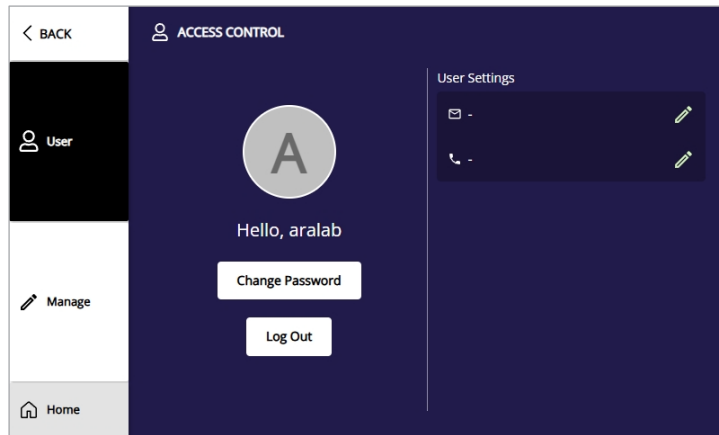 BACK
ACCESS CONTROL
User
Manage
Home
A
Hello, aralab
Change Password
Log Out
User Settings
-
-